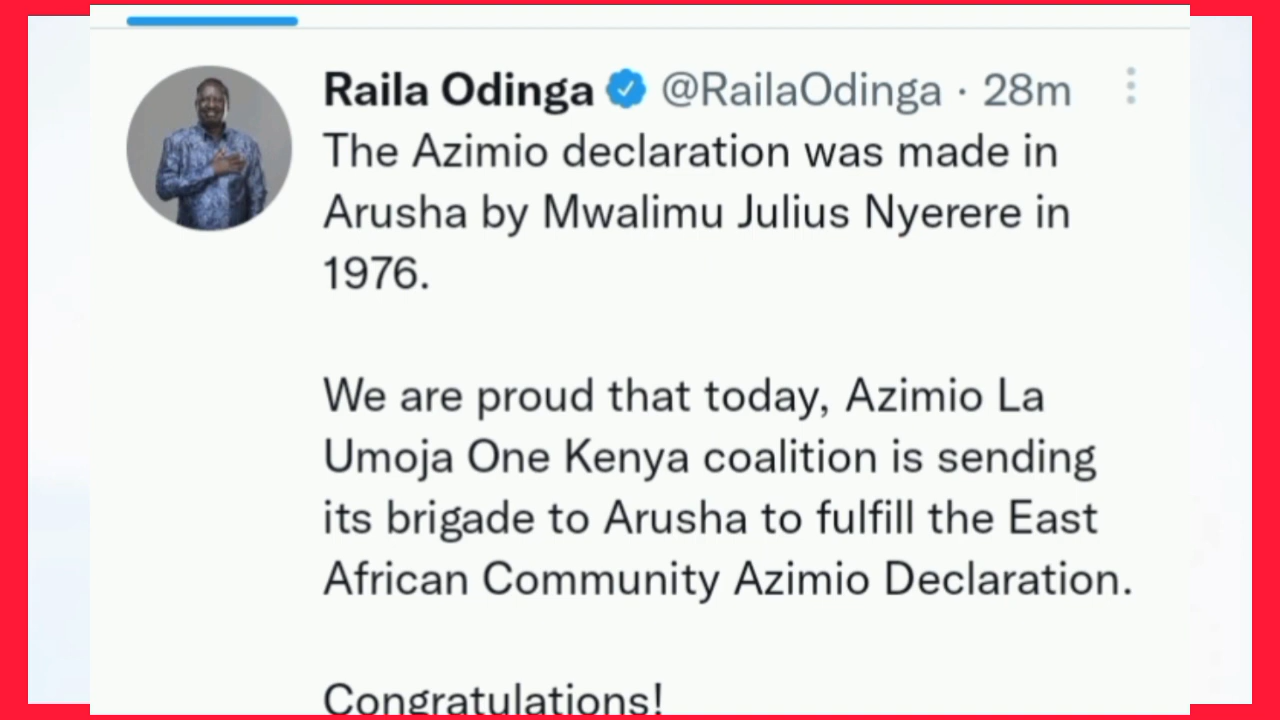 Raila Odinga @RailaOdinga · 28m
The Azimio declaration was made in
Arusha by Mwalimu Julius Nyerere in
1976.
We are proud that today, Azimio La
Umoja One Kenya coalition is sending
its brigade to Arusha to fulfill the East
African Community Azimio Declaration.
Congratulations!